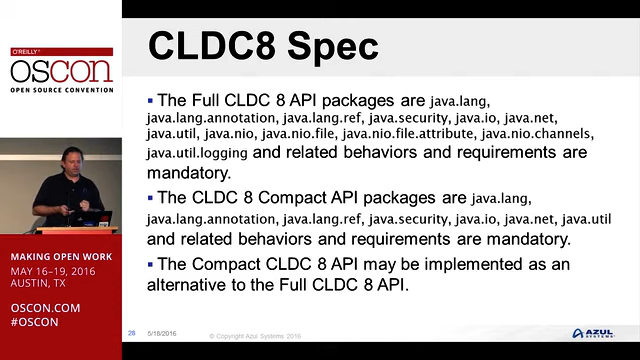 O'REILLY®
OSCON
OPEN SOURCE CONVENTION
MAKING OPEN WORK
MAY 16–19, 2016
AUSTIN, TX
OSCON.COM
#OSCON
CLDC8 Spec
▪ The Full CLDC 8 API packages are java.lang,
java.lang.annotation, java.lang.ref, java.security, java.io, java.net,
java.util, java.nio, java.nio.file, java.nio.file.attribute, java.nio.channels,
java.util.logging and related behaviors and requirements are
mandatory.
▪ The CLDC 8 Compact API packages are java.lang,
java.lang.annotation, java.lang.ref, java.security, java.io, java.net, java.util
and related behaviors and requirements are mandatory.
▪ The Compact CLDC 8 API may be implemented as an
alternative to the Full CLDC 8 API.
28
5/18/2016
© Copyright Azul Systems 2016
AZUL
SYSTEMS